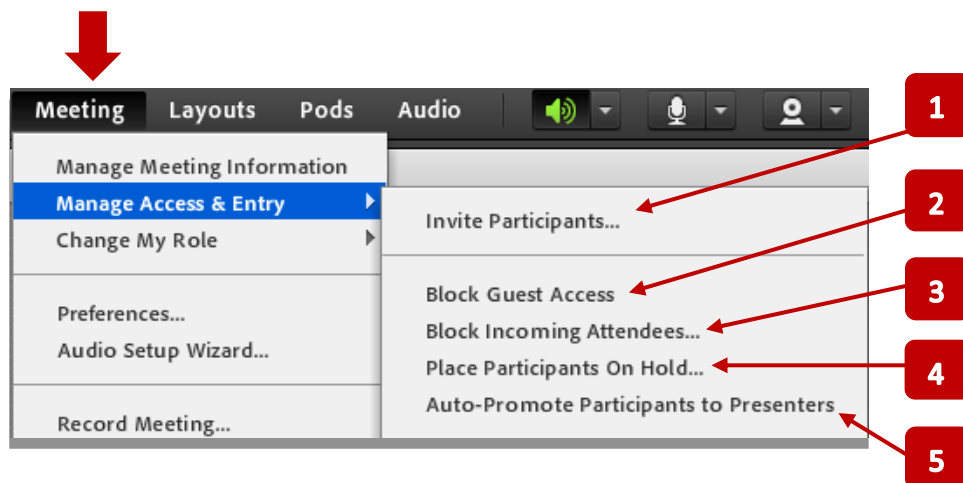 Meeting Layouts Pods Audio
1
Manage Meeting Information
Manage Access & Entry
Change My Role
Preferences...
Audio Setup Wizard...
Record Meeting...
Invite Participants...
2
Block Guest Access
3
Block Incoming Attendees...
4
Place Participants On Hold...
Auto-Promote Participants to Presenters
5